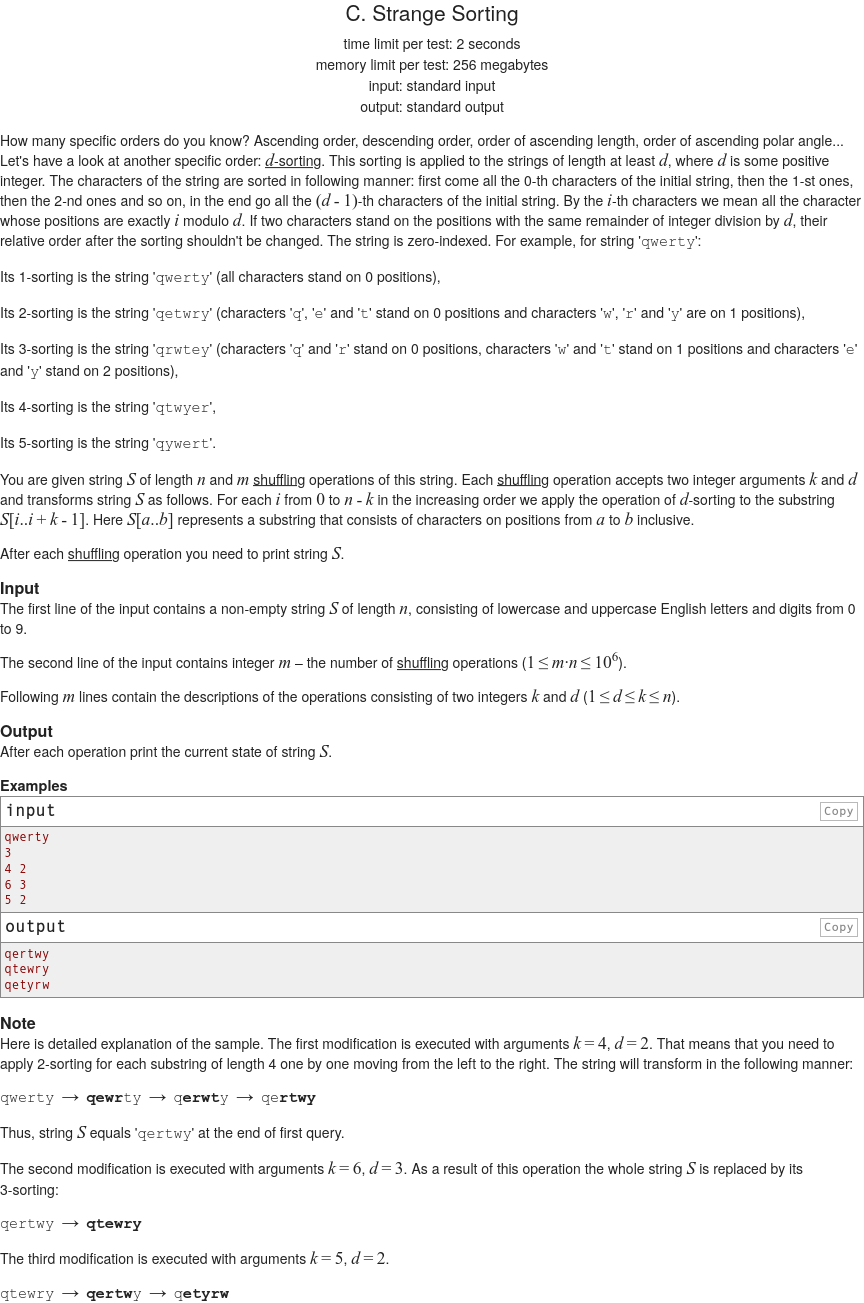 C. Strange Sorting
time limit per test: 2 seconds
memory limit per test: 256 megabytes
input: standard input
output: standard output
How many specific orders do you know? Ascending order, descending order, order of ascending length, order of ascending polar angle...
Let's have a look at another specific order: d-sorting. This sorting is applied to the strings of length at least d, where d is some positive
integer. The characters of the string are sorted in following manner: first come all the 0-th characters of the initial string, then the 1-st ones,
then the 2-nd ones and so on, in the end go all the (d - 1)-th characters of the initial string. By the i-th characters we mean all the character
whose positions are exactly i modulo d. If two characters stand on the positions with the same remainder of integer division by d, their
relative order after the sorting shouldn't be changed. The string is zero-indexed. For example, for string 'qwerty':
Its 1-sorting is the string 'qwerty' (all characters stand on 0 positions),
Its 2-sorting is the string 'qetwry' (characters 'q', 'e' and 't' stand on 0 positions and characters 'w', 'r' and 'y' are on 1 positions),
Its 3-sorting is the string 'qrwtey' (characters 'q' and 'r' stand on 0 positions, characters 'w' and 't' stand on 1 positions and characters 'e'
and 'y' stand on 2 positions),
Its 4-sorting is the string 'qtwyer',
Its 5-sorting is the string 'qywert'.
You are given string S of length n and m shuffling operations of this string. Each shuffling operation accepts two integer arguments k and d
and transforms string S as follows. For each i from 0 to n - k in the increasing order we apply the operation of d-sorting to the substring
S[i..i + k - 1]. Here S[a..b] represents a substring that consists of characters on positions from a to b inclusive.
After each shuffling operation you need to print string S.
Input
The first line of the input contains a non-empty string S of length n, consisting of lowercase and uppercase English letters and digits from 0
to 9.
The second line of the input contains integer m – the number of shuffling operations (1 ≤ m·n ≤ 10⁶).
Following m lines contain the descriptions of the operations consisting of two integers k and d (1 ≤ d ≤ k ≤ n).
Output
After each operation print the current state of string S.
Examples
input Copy
qwerty
3
4 2
6 3
5 2
output Copy
qertwy
qtewry
qetyrw
Note
Here is detailed explanation of the sample. The first modification is executed with arguments k = 4, d = 2. That means that you need to
apply 2-sorting for each substring of length 4 one by one moving from the left to the right. The string will transform in the following manner:
qwerty → qewrty → qerwty → qertwy
Thus, string S equals 'qertwy' at the end of first query.
The second modification is executed with arguments k = 6, d = 3. As a result of this operation the whole string S is replaced by its
3-sorting:
qertwy → qtewry
The third modification is executed with arguments k = 5, d = 2.
qtewry → qertwy → qetyrw